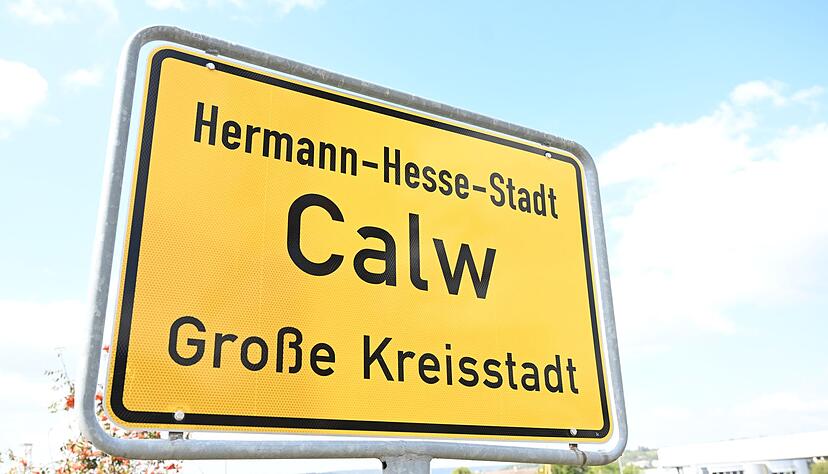 Hermann-Hesse-Stadt
Calw
Große Kreisstadt